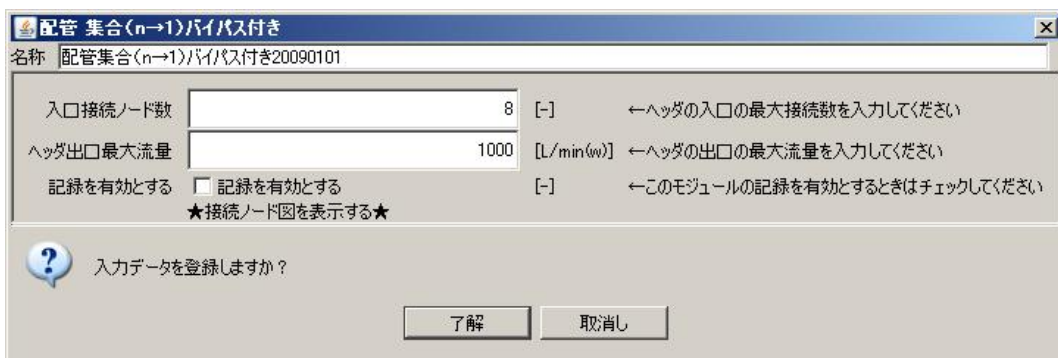 配管 集合(n→1)バイパス付き
名称 配管集合(n→1)バイパス付き20090101
入口接続ノード数 8 [-] ←ヘッダの入口の最大接続数を入力してください
ヘッダ出口最大流量 1000 [L/min(w)] ←ヘッダの出口の最大流量を入力してください
記録を有効とする 記録を有効とする [-] ←このモジュールの記録を有効とするときはチェックしてください
★接続ノード図を表示する★
入力データを登録しますか?
了解 取消し